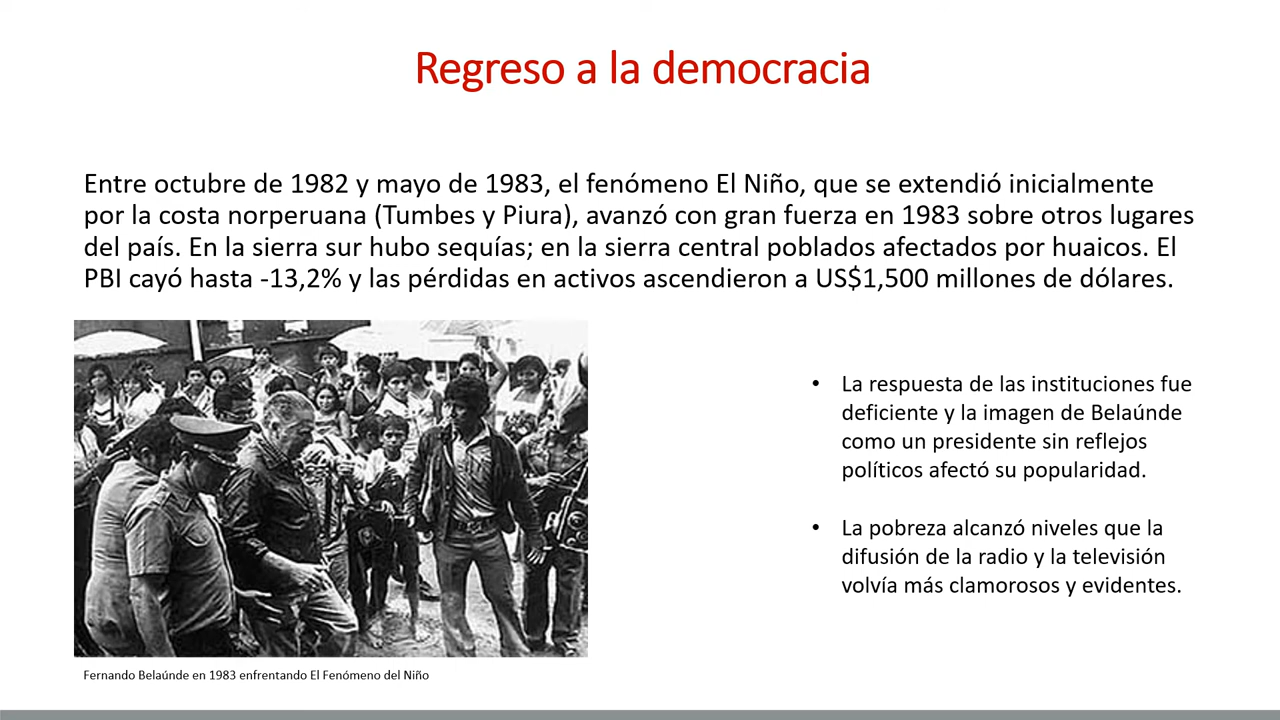 Regreso a la democracia
Entre octubre de 1982 y mayo de 1983, el fenómeno El Niño, que se extendió inicialmente
por la costa norperuana (Tumbes y Piura), avanzó con gran fuerza en 1983 sobre otros lugares
del país. En la sierra sur hubo sequías; en la sierra central poblados afectados por huaicos. El
PBI cayó hasta -13,2% y las pérdidas en activos ascendieron a US$1,500 millones de dólares.
• La respuesta de las instituciones fue
deficiente y la imagen de Belaúnde
como un presidente sin reflejos
políticos afectó su popularidad.
• La pobreza alcanzó niveles que la
difusión de la radio y la televisión
volvía más clamorosos y evidentes.
Fernando Belaúnde en 1983 enfrentando El Fenómeno del Niño